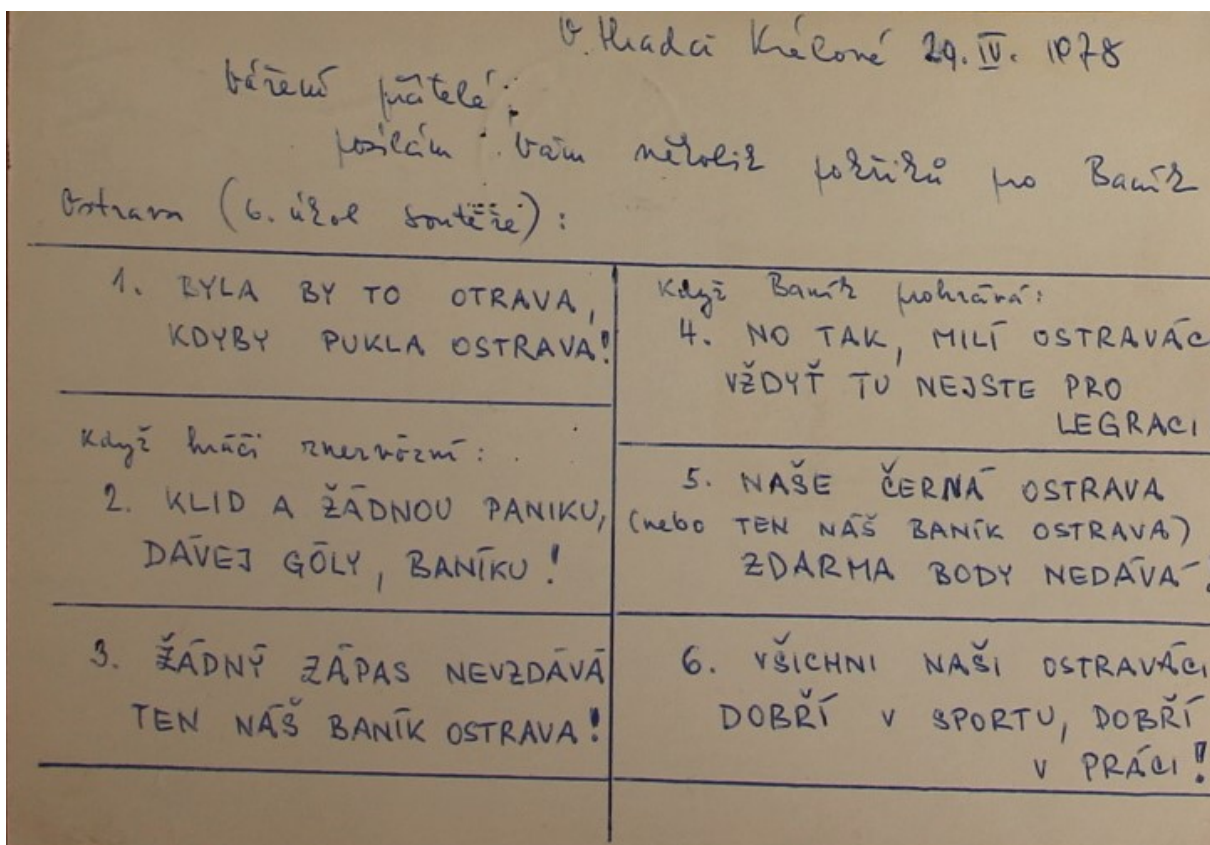 V Hradci Králové 29. IV. 1978
Vážení přátelé,
posílám vám několik pokřiků pro Baník
Ostrava (6. úkol soutěže):
1. BYLA BY TO OTRAVA,
KDYBY PUKLA OSTRAVA!
Když hráči znervózní:
2. KLID A ŽÁDNOU PANIKU,
DÁVEJ GÓLY, BANÍKU!
3. ŽÁDNÝ ZÁPAS NEVZDÁVÁ
TEN NÁŠ BANÍK OSTRAVA!
Když Baník prohrává:
4. NO TAK, MILÍ OSTRAVÁC
VŽDYŤ TU NEJSTE PRO
LEGRACI
5. NAŠE ČERNÁ OSTRAVA
(nebo TEN NÁŠ BANÍK OSTRAVA)
ZDARMA BODY NEDÁVÁ.
6. VŠICHNI NAŠI OSTRAVÁCI
DOBŘÍ V SPORTU, DOBŘÍ
V PRÁCI!